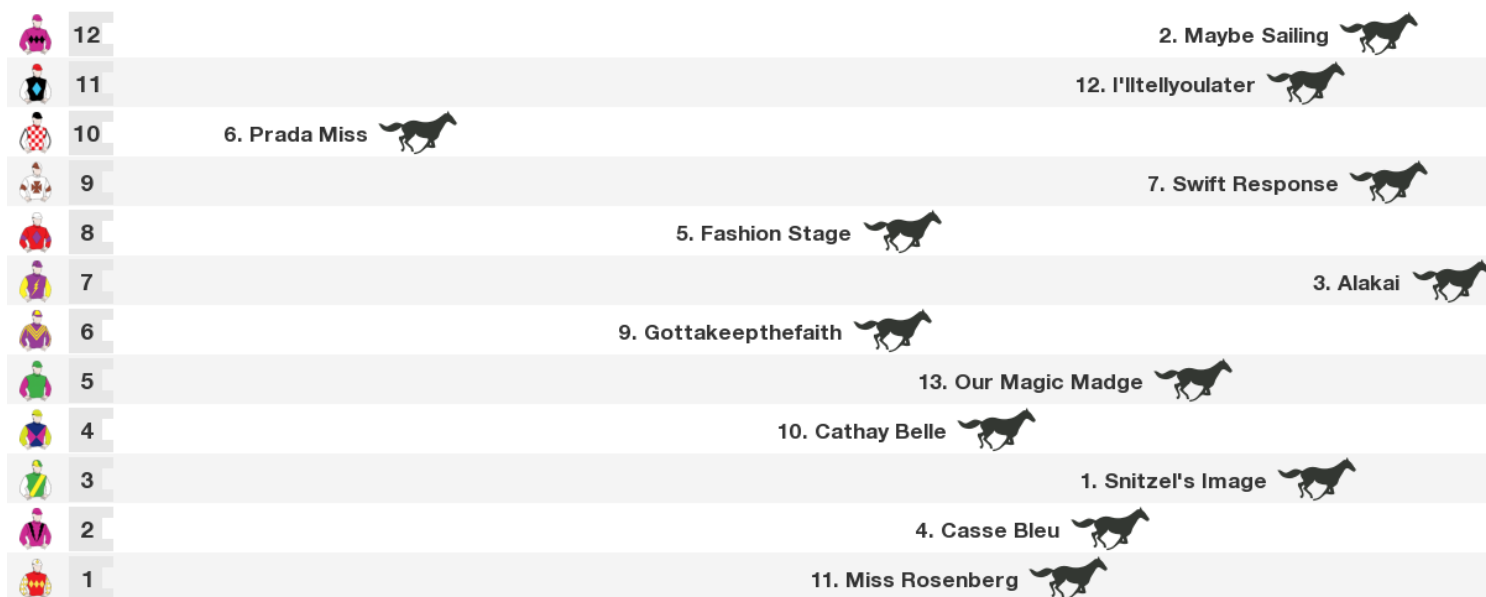 12 2. Maybe Sailing
11 12. I'lltellyoulater
10 6. Prada Miss
9 7. Swift Response
8 5. Fashion Stage
7 3. Alakai
6 9. Gottakeepthefaith
5 13. Our Magic Madge
4 10. Cathay Belle
3 1. Snitzel's Image
2 4. Casse Bleu
1 11. Miss Rosenberg